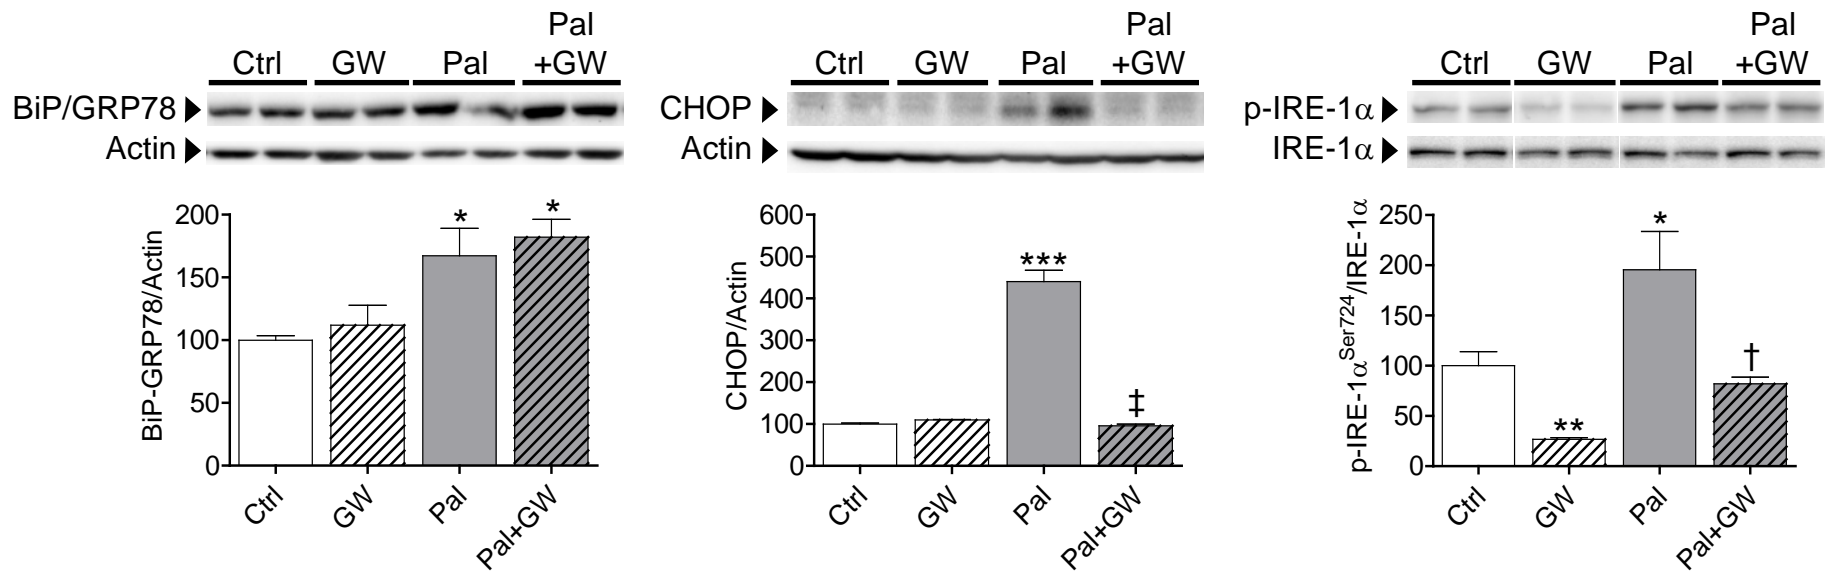 Pal
Ctrl GW Pal +GW
BiP/GRP78
Actin
200
150
100
50
0
BiP-GRP78/Actin
* *
Ctrl GW Pal Pal+GW
Pal
Ctrl GW Pal +GW
CHOP
Actin
600
500
400
300
200
100
0
CHOP/Actin
*** ‡
Ctrl GW Pal Pal+GW
Pal
Ctrl GW Pal +GW
p-IRE-1α
IRE-1α
250
200
150
100
50
0
p-IRE-1α^Ser724/IRE-1α
** * †
Ctrl GW Pal Pal+GW